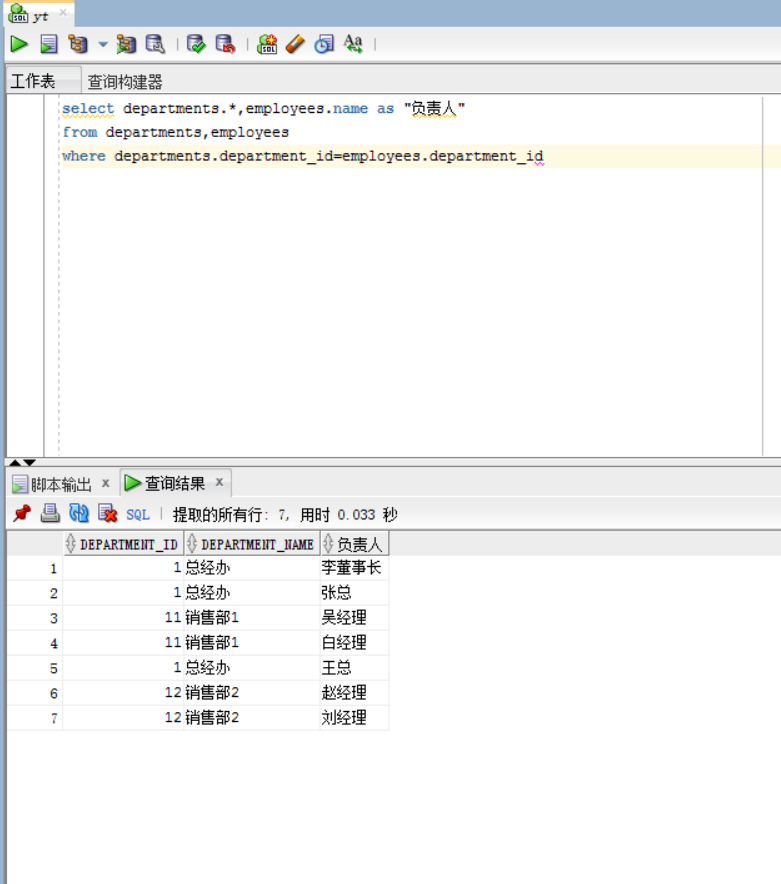 yt
工作表 查询构建器
select departments.*,employees.name as "负责人"
from departments,employees
where departments.department_id=employees.department_id
脚本输出 x 查询结果 x
SQL | 提取的所有行: 7, 用时 0.033 秒
DEPARTMENT_ID DEPARTMENT_NAME 负责人
1 1 总经办 李董事长
2 1 总经办 张总
3 11 销售部1 吴经理
4 11 销售部1 白经理
5 1 总经办 王总
6 12 销售部2 赵经理
7 12 销售部2 刘经理